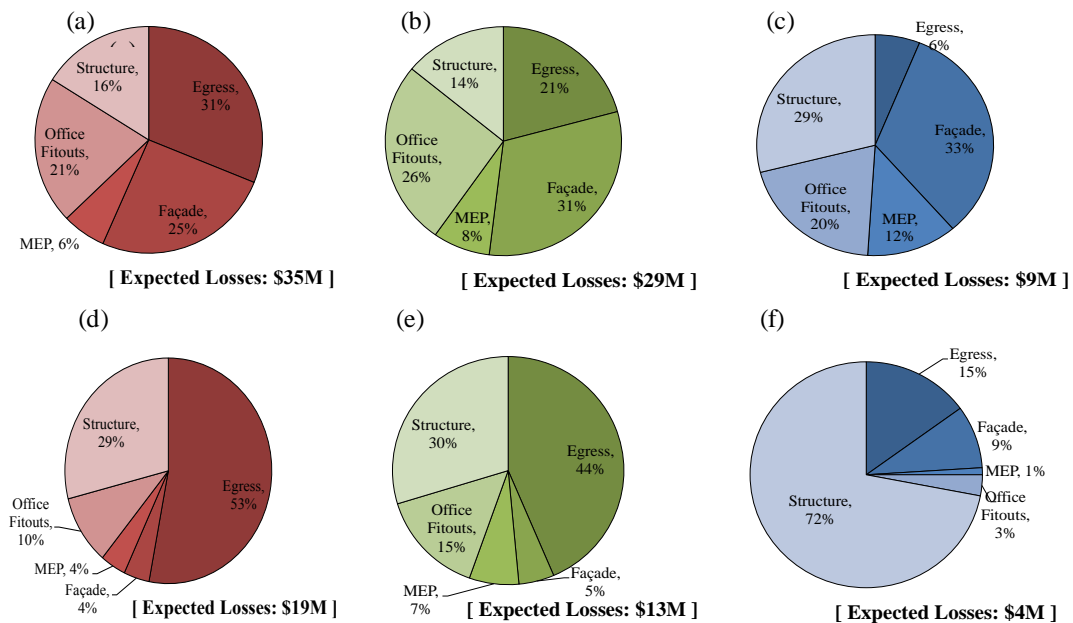 (a)
Structure,
16%
Egress,
31%
Office
Fitouts,
21%
MEP, 6%
Façade,
25%
[ Expected Losses: $35M ]
(b)
Structure,
14%
Egress,
21%
Office
Fitouts,
26%
MEP,
8%
Façade,
31%
[ Expected Losses: $29M ]
(c)
Egress,
6%
Structure,
29%
Façade,
33%
Office
Fitouts,
20%
MEP,
12%
[ Expected Losses: $9M ]
(d)
Structure,
29%
Egress,
53%
Office
Fitouts,
10%
MEP, 4%
Façade,
4%
[ Expected Losses: $19M ]
(e)
Structure,
30%
Egress,
44%
Office
Fitouts,
15%
MEP,
7%
Façade,
5%
[ Expected Losses: $13M ]
(f)
Egress,
15%
Façade,
9%
MEP, 1%
Office
Fitouts,
3%
Structure,
72%
[ Expected Losses: $4M ]